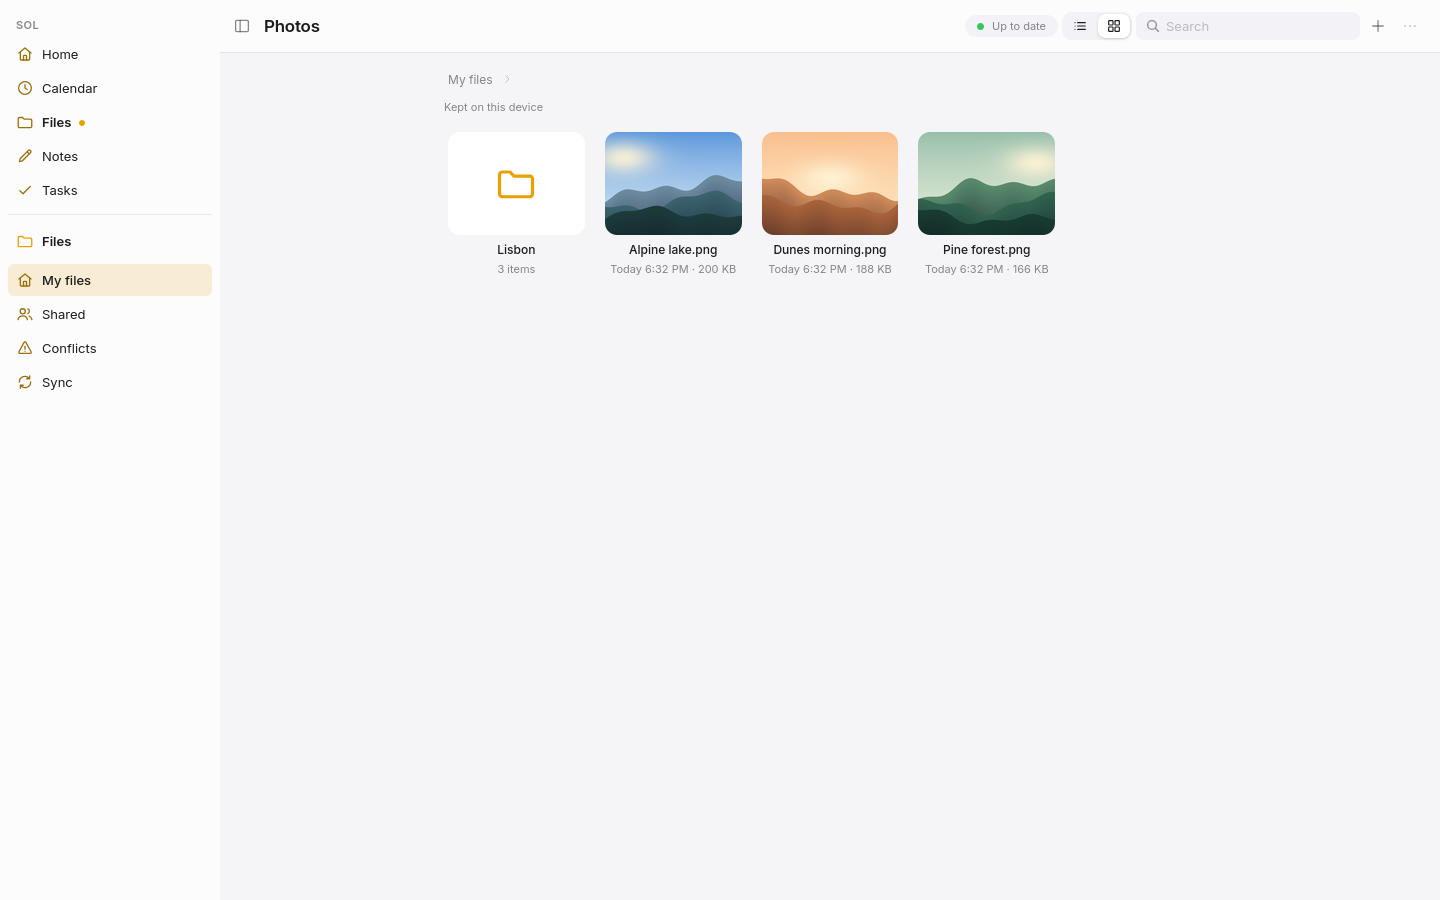 SOL
Home
Calendar
Files
Notes
Tasks
Files
My files
Shared
Conflicts
Sync
Photos
Up to date
Search
My files
Kept on this device
Lisbon
3 items
Alpine lake.png
Today 6:32 PM · 200 KB
Dunes morning.png
Today 6:32 PM · 188 KB
Pine forest.png
Today 6:32 PM · 166 KB